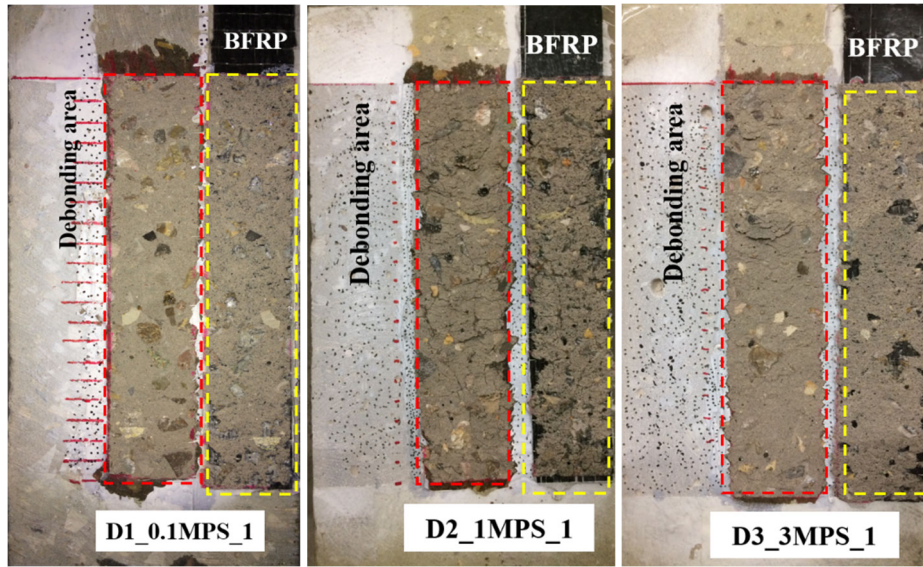 BFRP
Debonding area
D1_0.1MPS_1
BFRP
Debonding area
D2_1MPS_1
BFRP
Debonding area
D3_3MPS_1